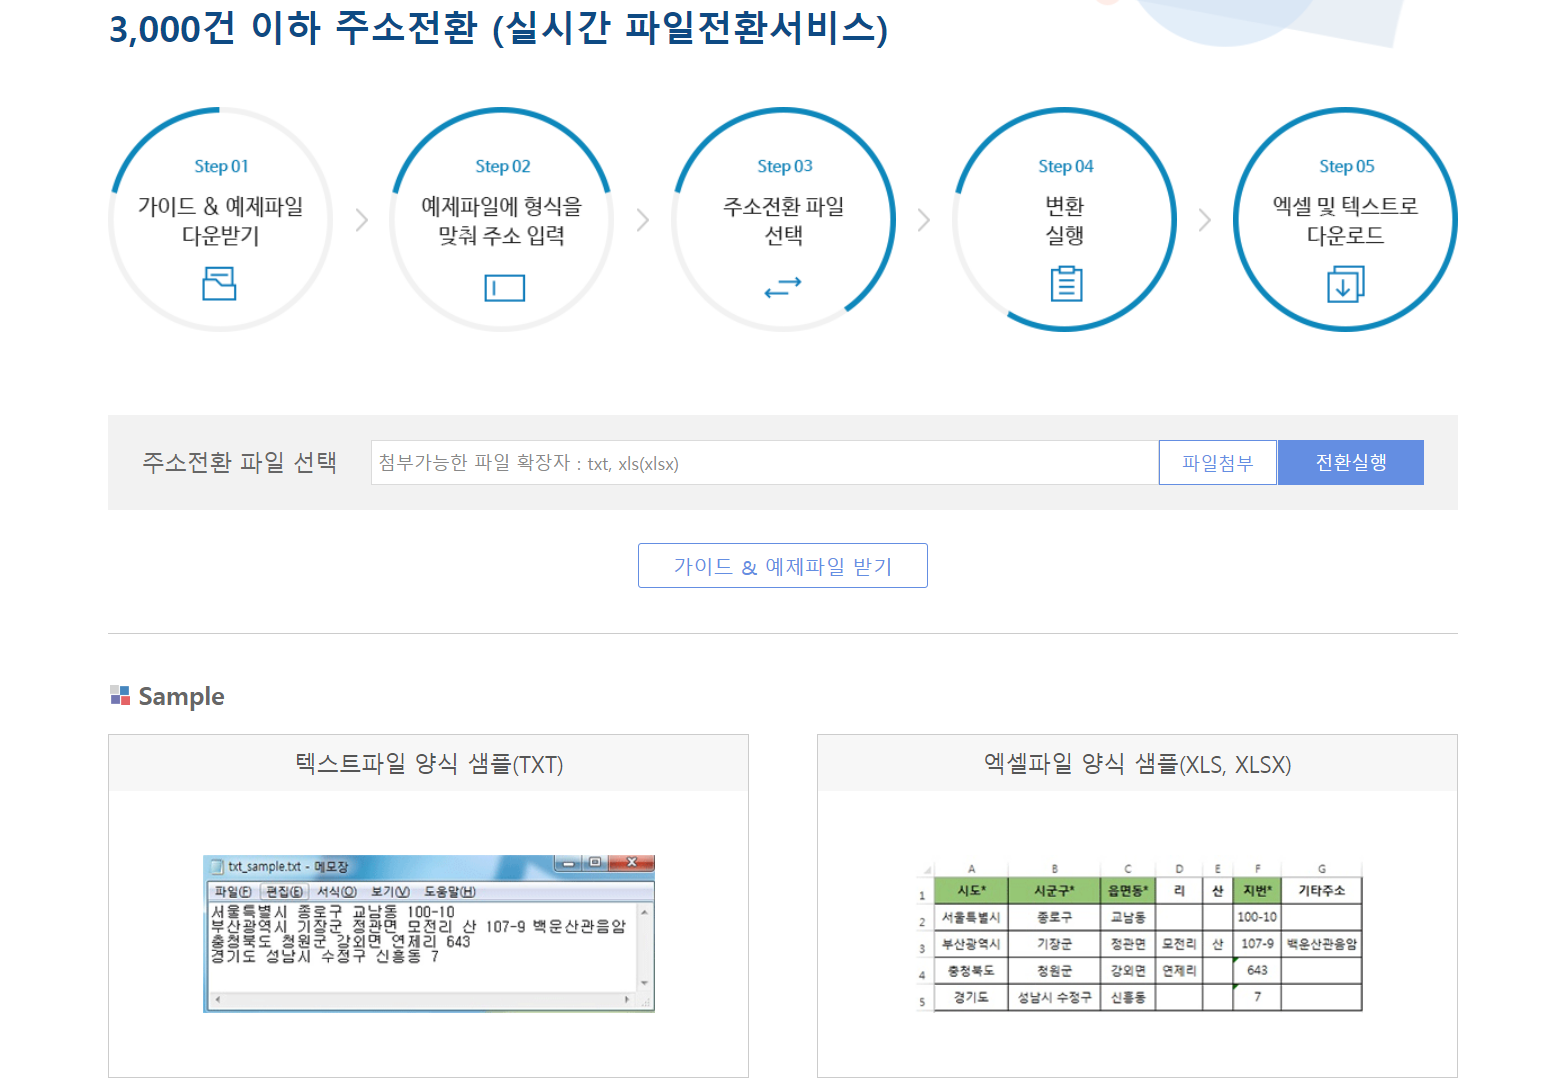 3,000건 이하 주소전환 (실시간 파일전환서비스)
Step 01
가이드 & 예제파일
다운받기
Step 02
예제파일에 형식을
맞춰 주소 입력
Step 03
주소전환 파일
선택
Step 04
변환
실행
Step 05
엑셀 및 텍스트로
다운로드
주소전환 파일 선택 첨부가능한 파일 확장자 : txt, xls(xlsx) 파일첨부 전환실행
가이드 & 예제파일 받기
Sample
텍스트파일 양식 샘플(TXT)
txt_sample.txt - 메모장
파일(F) 편집(E) 서식(O) 보기(V) 도움말(H)
서울특별시 종로구 교남동 100-10
부산광역시 기장군 정관면 모전리 산 107-9 백운산관음암
충청북도 청원군 강외면 연제리 643
경기도 성남시 수정구 신흥동 7
엑셀파일 양식 샘플(XLS, XLSX)
A B C D E F G
1 시도* 시군구* 읍면동* 리 산 지번* 기타주소
2 서울특별시 종로구 교남동 100-10
3 부산광역시 기장군 정관면 모전리 산 107-9 백운산관음암
4 충청북도 청원군 강외면 연제리 643
5 경기도 성남시 수정구 신흥동 7